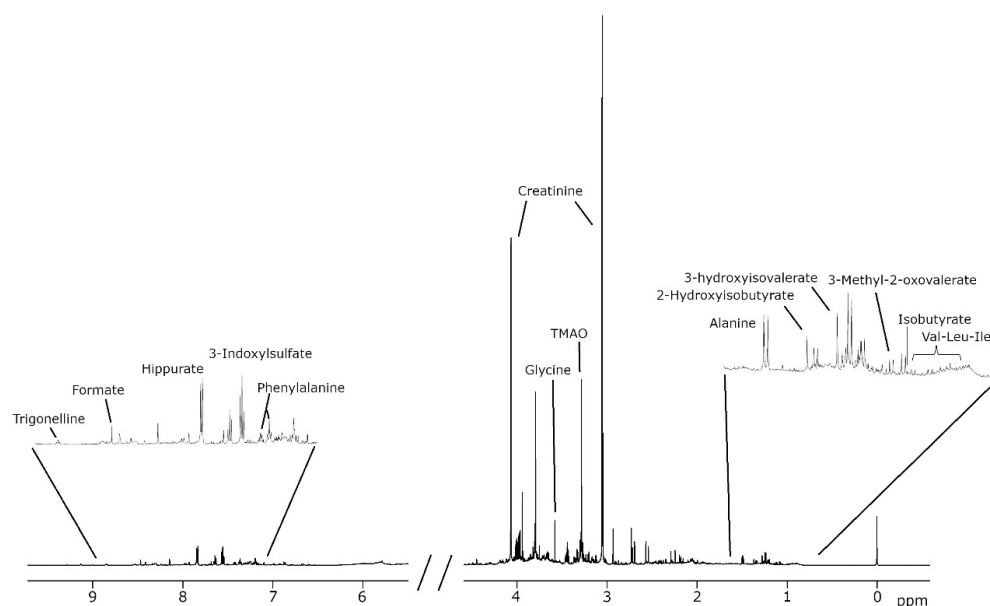 Creatinine
3-hydroxyisovalerate
3-Methyl-2-oxovalerate
2-Hydroxyisobutyrate
Isobutyrate
Alanine
TMAO
Val-Leu-Ile
3-Indoxylsulfate
Hippurate
Glycine
Formate
Phenylalanine
Trigonelline
9 8 7 6 4 3 2 1 0 ppm